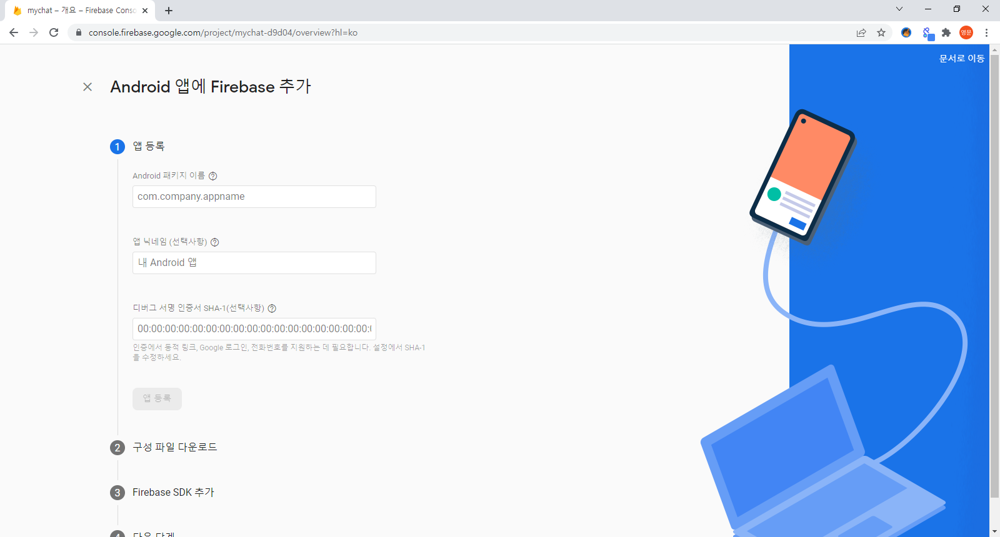 mychat – 개요 – Firebase Conso
console.firebase.google.com/project/mychat-d9d04/overview?hl=ko
영문
문서로 이동
Android 앱에 Firebase 추가
1 앱 등록
Android 패키지 이름
com.company.appname
앱 닉네임 (선택사항)
내 Android 앱
디버그 서명 인증서 SHA-1(선택사항)
00:00:00:00:00:00:00:00:00:00:00:00:00:00:00:00:00:
인증에서 동적 링크, Google 로그인, 전화번호를 지원하는 데 필요합니다. 설정에서 SHA-1
을 수정하세요.
앱 등록
2 구성 파일 다운로드
3 Firebase SDK 추가
4 다음 단계